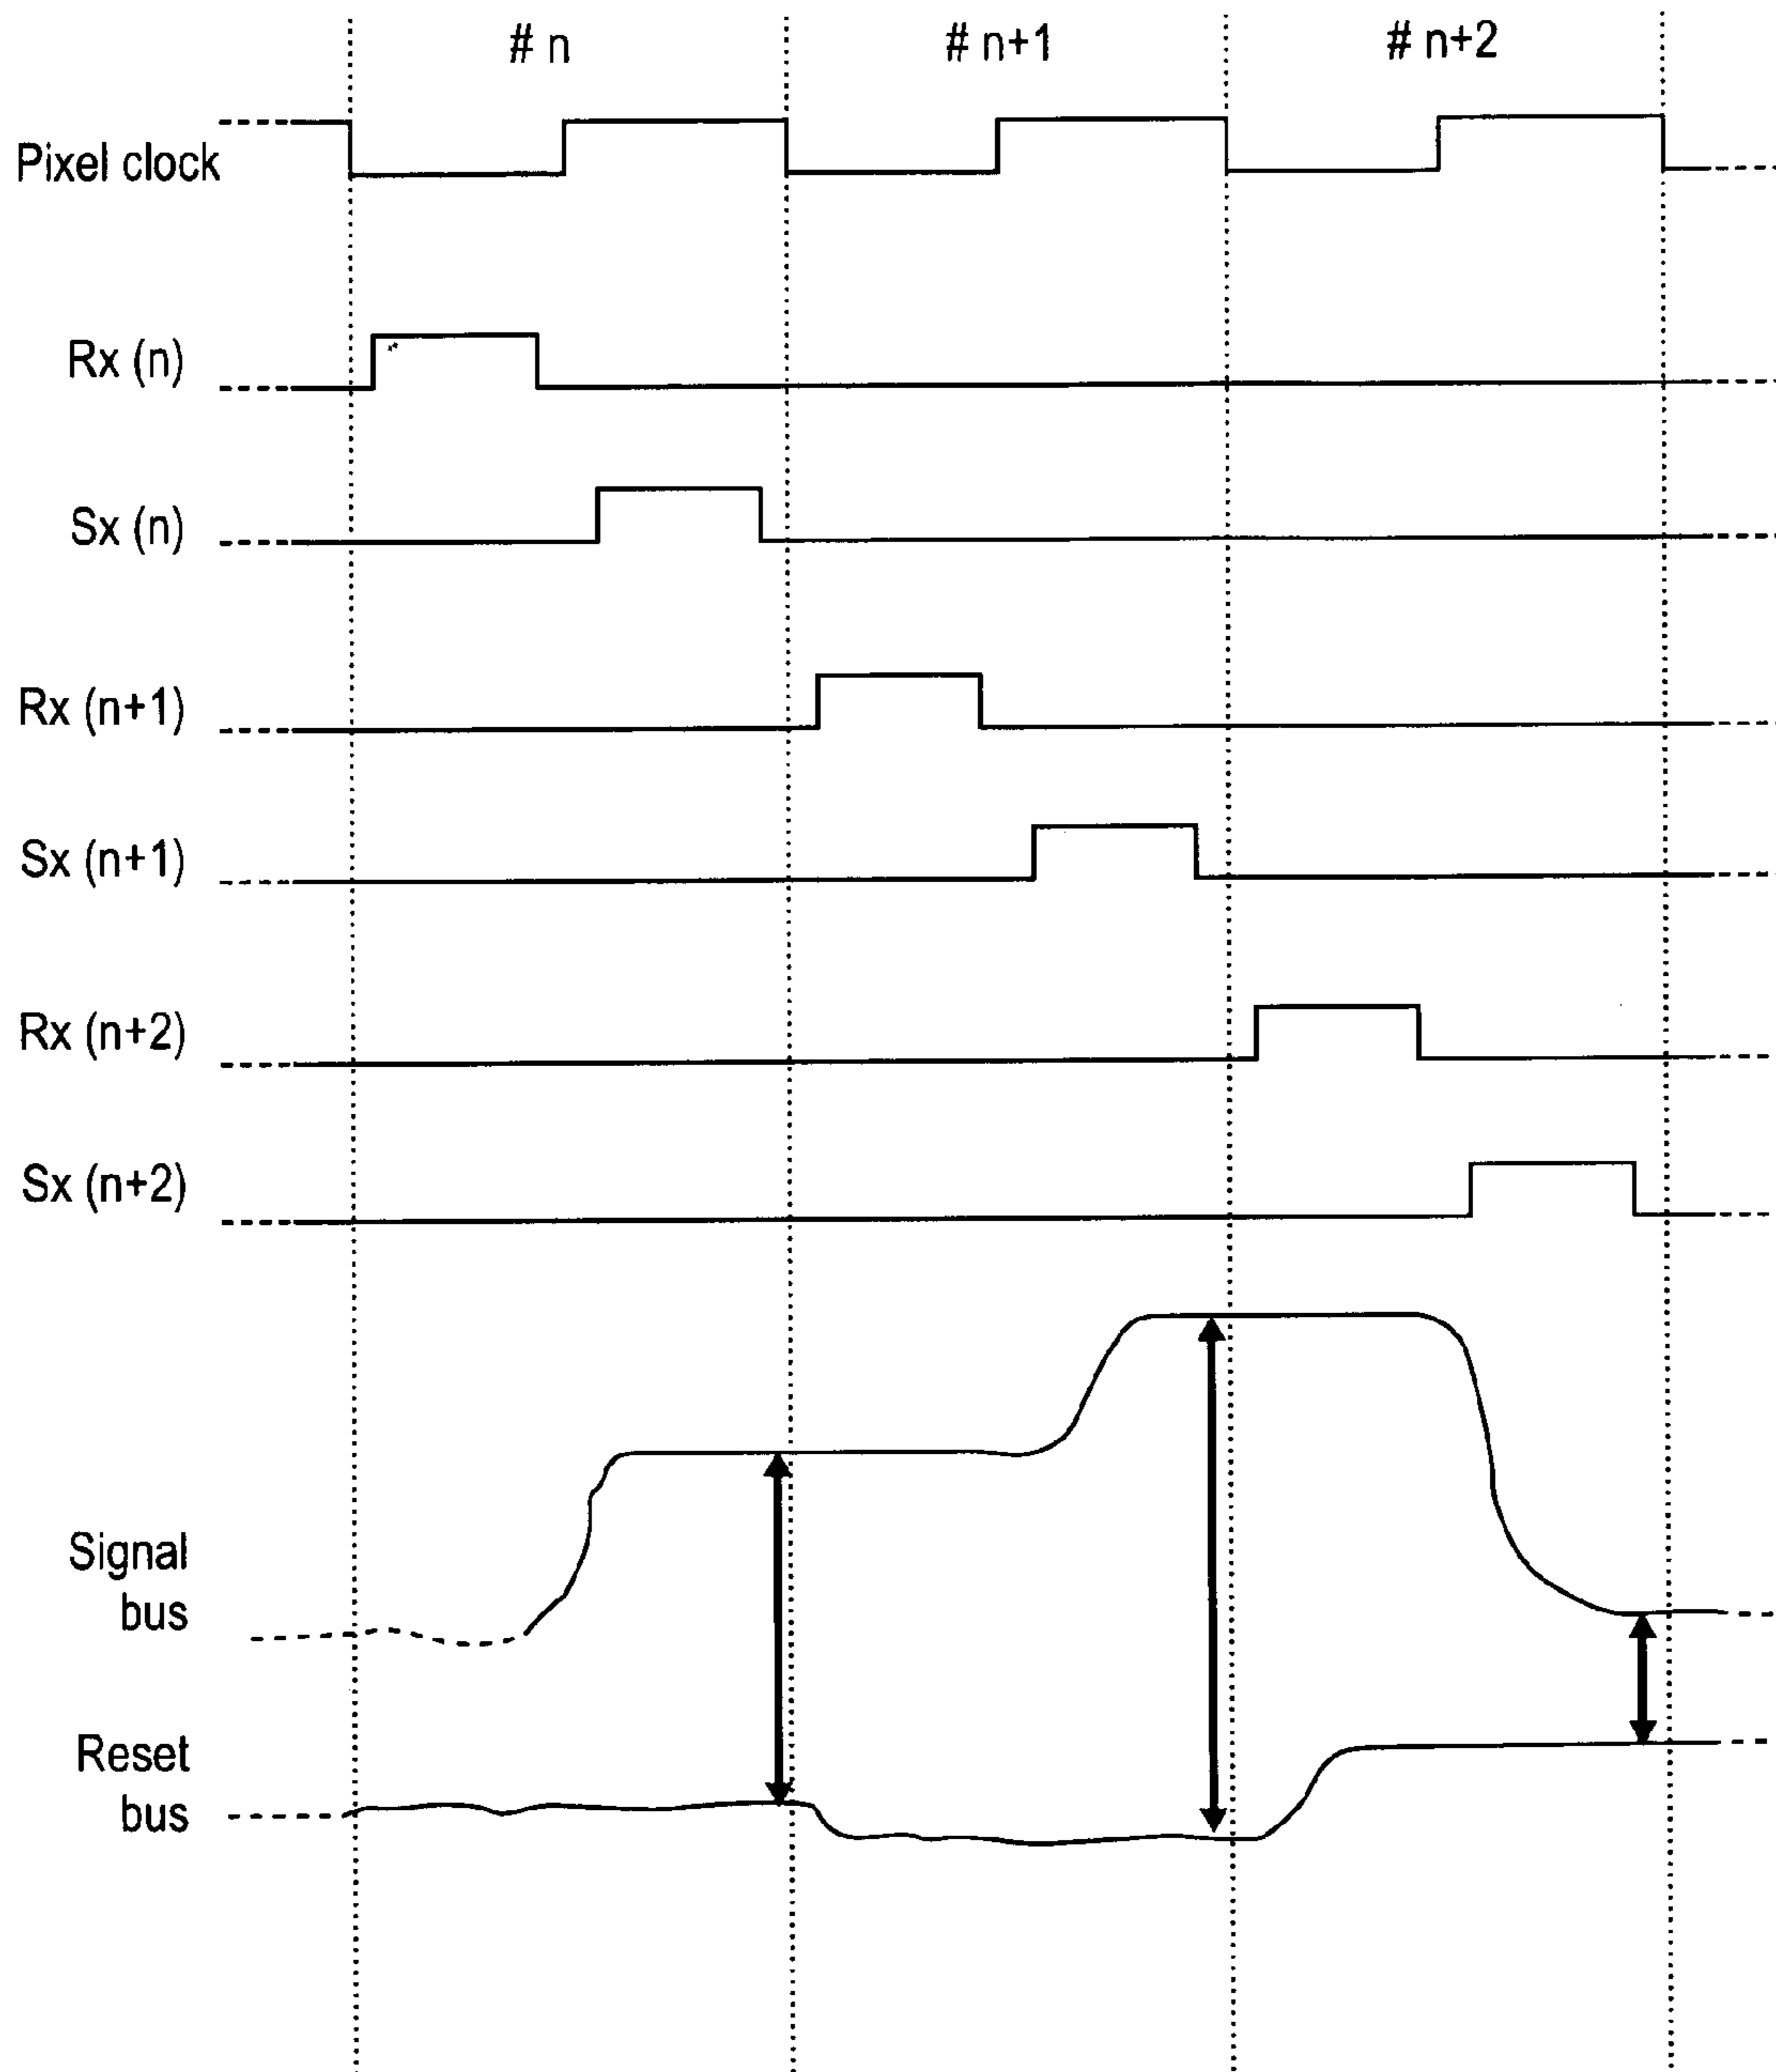 # n
# n+1
# n+2
Pixel clock
Rx (n)
Sx (n)
Rx (n+1)
Sx (n+1)
Rx (n+2)
Sx (n+2)
Signal
bus
Reset
bus